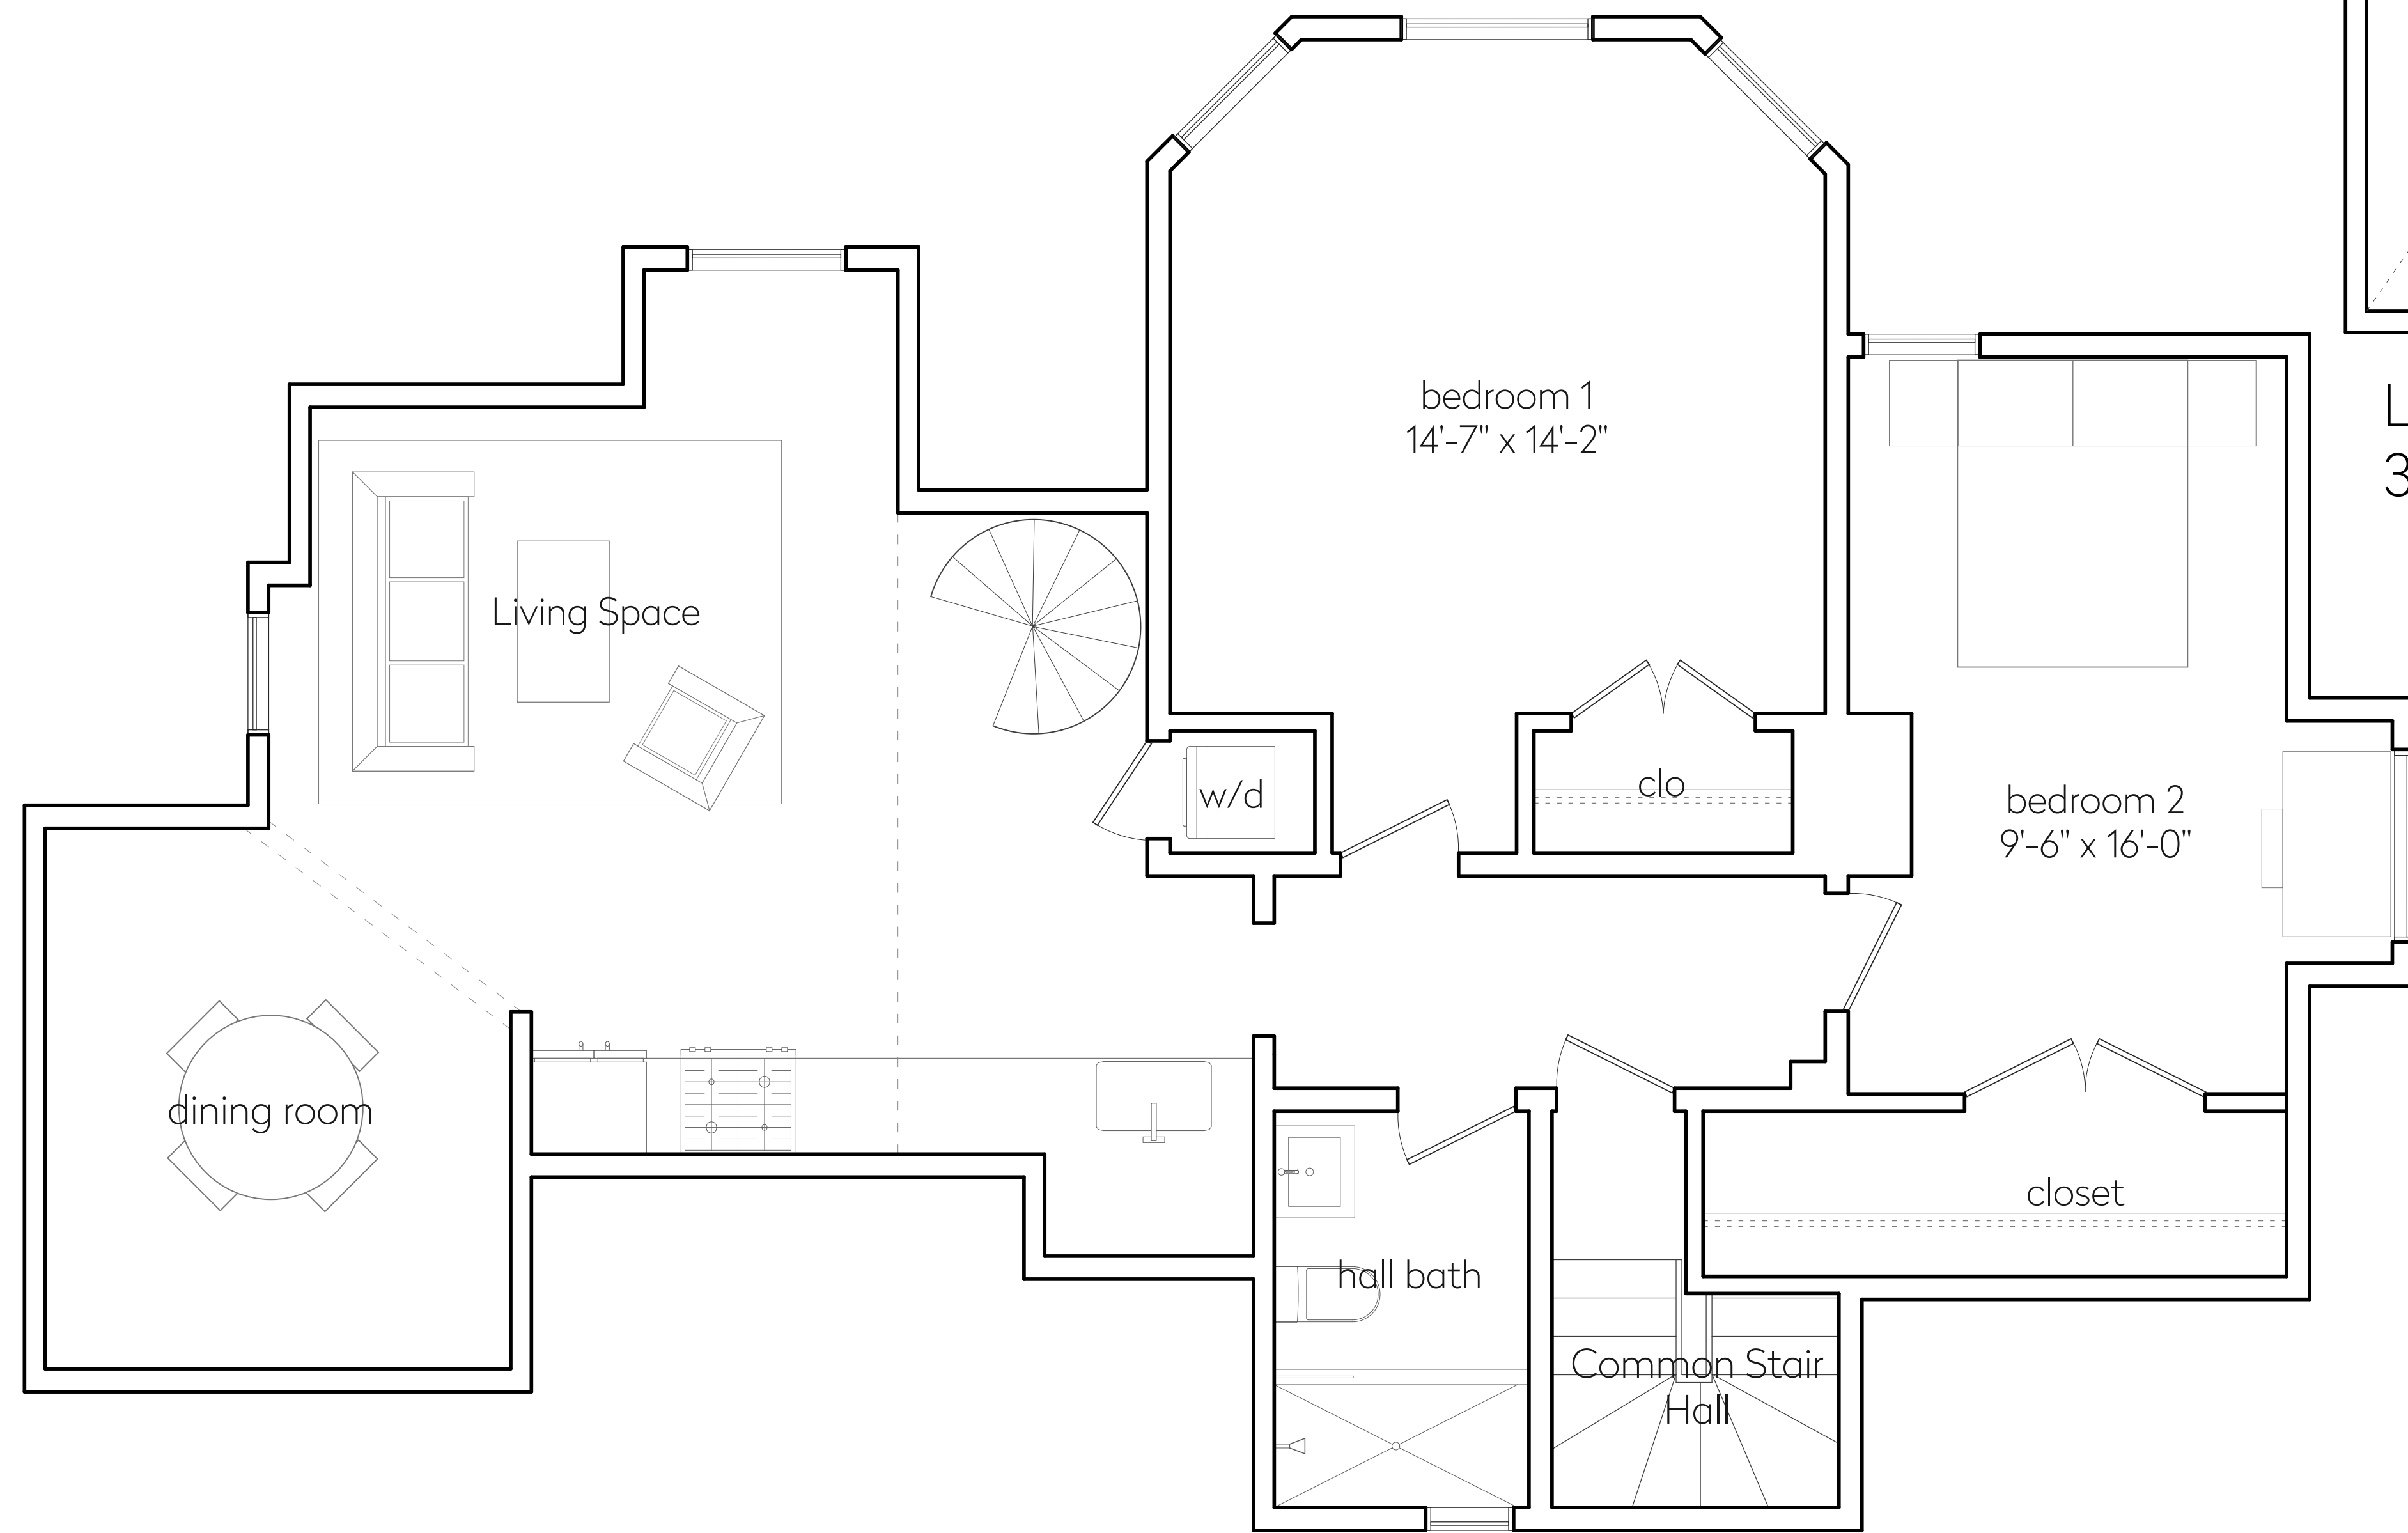 bedroom 1
14'-7" x 14'-2"
L
3
Living Space
w/d
clo
bedroom 2
9'-6" x 16'-0"
dining room
closet
hall bath
Common Stair
Hall